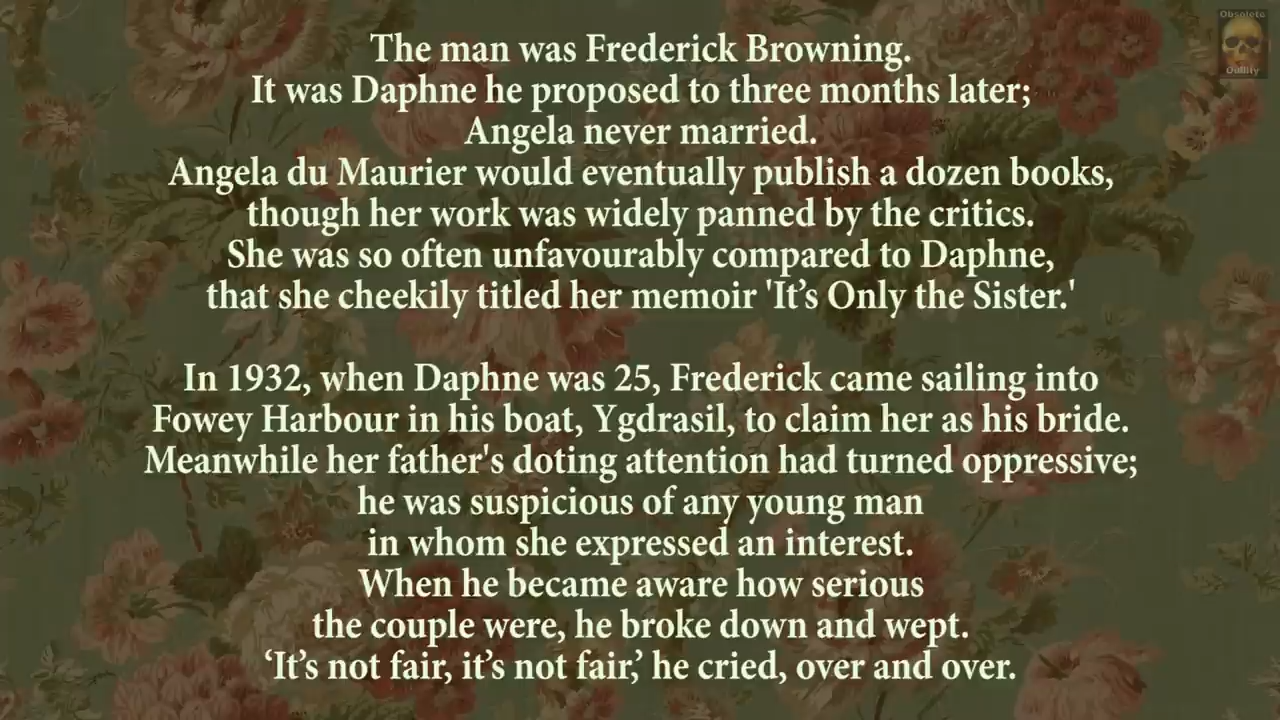 Obsolete
Oddity
The man was Frederick Browning.
It was Daphne he proposed to three months later;
Angela never married.
Angela du Maurier would eventually publish a dozen books,
though her work was widely panned by the critics.
She was so often unfavourably compared to Daphne,
that she cheekily titled her memoir 'It’s Only the Sister.'
In 1932, when Daphne was 25, Frederick came sailing into
Fowey Harbour in his boat, Ygdrasil, to claim her as his bride.
Meanwhile her father's doting attention had turned oppressive;
he was suspicious of any young man
in whom she expressed an interest.
When he became aware how serious
the couple were, he broke down and wept.
‘It’s not fair, it’s not fair,’ he cried, over and over.